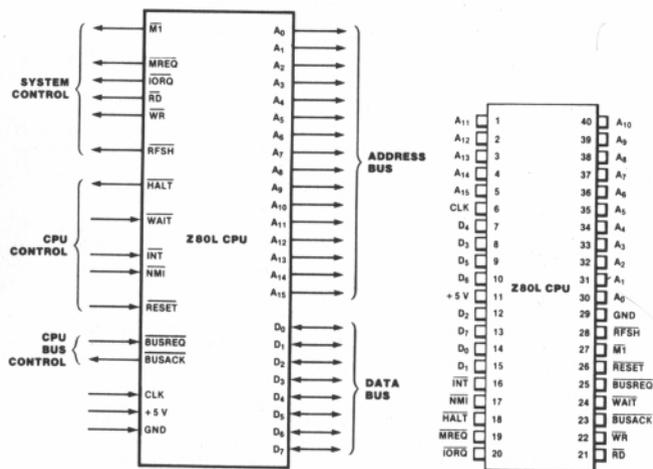 SYSTEM
CONTROL
M1
MREQ
IORQ
RD
WR
RFSH
CPU
CONTROL
HALT
WAIT
INT
NMI
RESET
CPU
BUS
CONTROL
BUSREQ
BUSACK
CLK
+5 V
GND
Z80L CPU
A0
A1
A2
A3
A4
A5
A6
A7
A8
A9
A10
A11
A12
A13
A14
A15
ADDRESS
BUS
D0
D1
D2
D3
D4
D5
D6
D7
DATA
BUS
A11 1 40 A10
A12 2 39 A9
A13 3 38 A8
A14 4 37 A7
A15 5 36 A6
CLK 6 35 A5
D4 7 34 A4
D3 8 33 A3
D5 9 32 A2
D6 10 Z80L CPU 31 A1
+5 V 11 30 A0
D2 12 29 GND
D7 13 28 RFSH
D0 14 27 M1
D1 15 26 RESET
INT 16 25 BUSREQ
NMI 17 24 WAIT
HALT 18 23 BUSACK
MREQ 19 22 WR
IORQ 20 21 RD